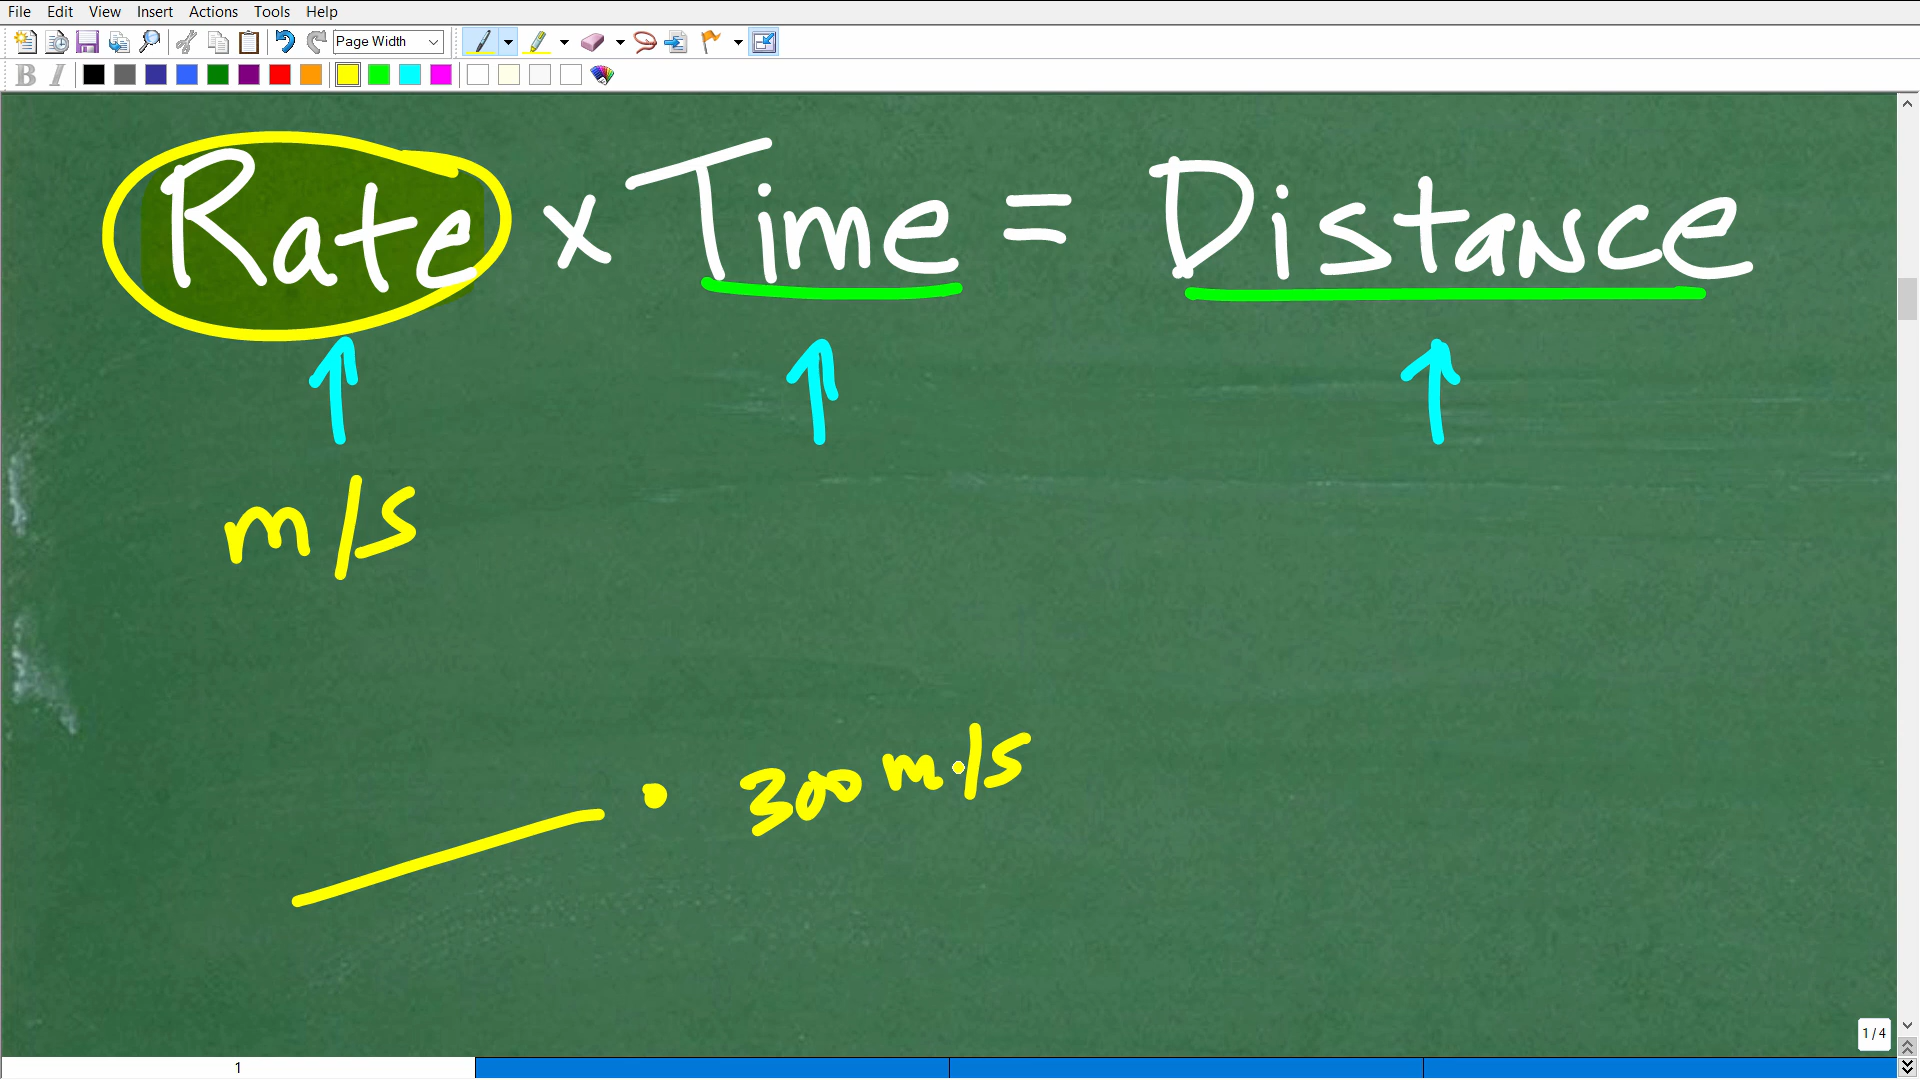 File Edit View Insert Actions Tools Help
Page Width
B I
Rate x Time = Distance
m/s
300 m/s
1 / 4
1